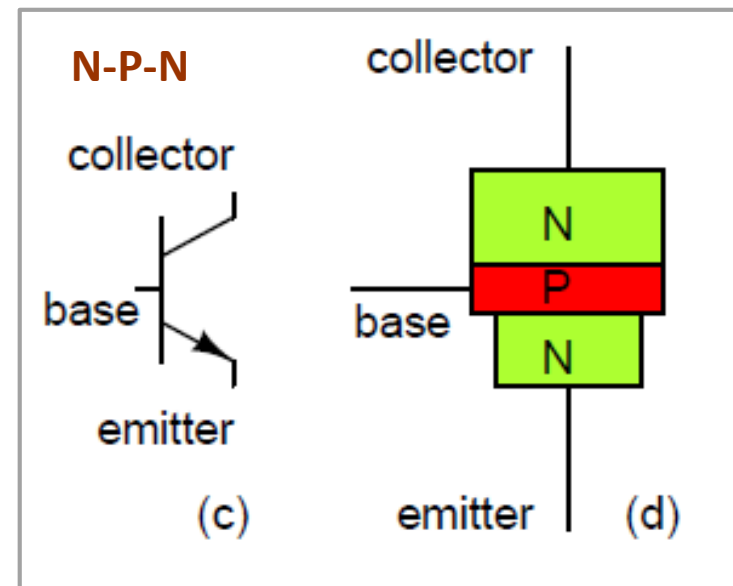 N-P-N
collector
base
emitter
(c)
collector
N
P
base
N
emitter
(d)